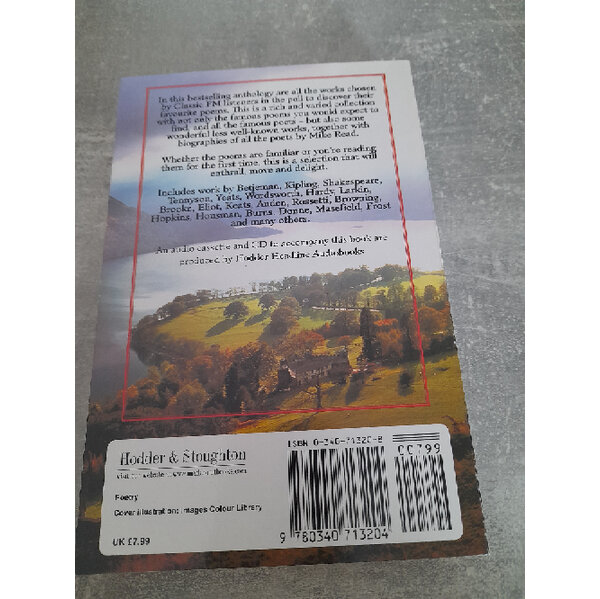 In this bestselling anthology are all the works chosen
by Classic FM listeners in the poll to discover their
favourite poems. This is a rich and varied collection
with not only the famous poems you would expect to
find, and all the famous poets – but also some
wonderful less well-known works, together with
biographies of all the poets by Mike Read.
Whether the poems are familiar or you're reading
them for the first time, this is a selection that will
enthrall, move and delight.
Includes work by Betjeman, Kipling, Shakespeare,
Tennyson, Yeats, Wordsworth, Hardy, Larkin,
Brooke, Eliot, Keats, Auden, Rossetti, Browning,
Hopkins, Housman, Burns, Donne, Masefield, Frost
and many others.
An audio cassette and CD to accompany this book are
produced by Hodder Headline Audiobooks
ISBN 0-340-71320-8
00799
Hodder & Stoughton
Poetry
Cover illustration: Images Colour Library
UK £7.99
9 780340 713204